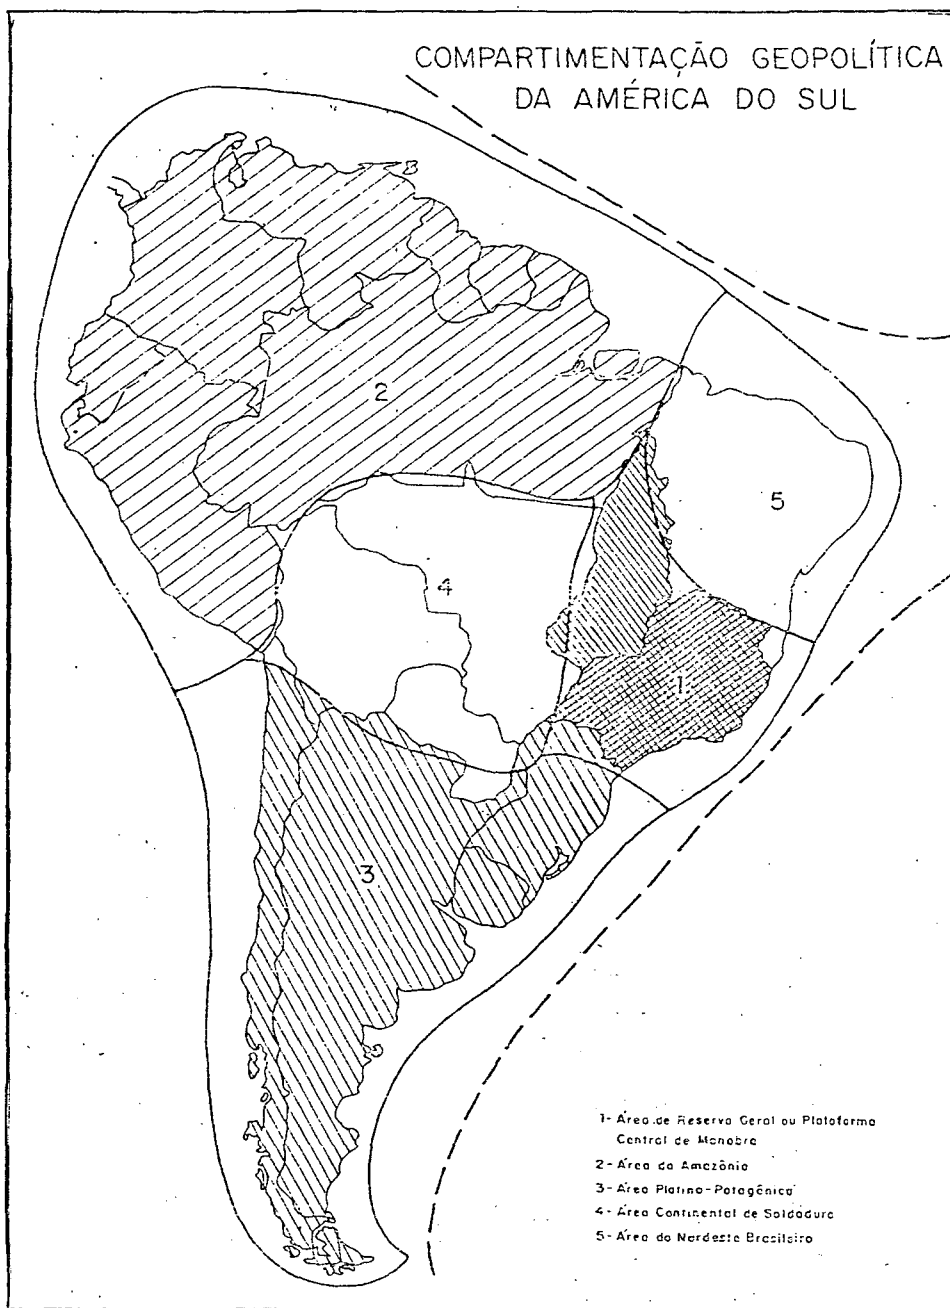 COMPARTIMENTAÇÃO GEOPOLÍTICA
DA AMÉRICA DO SUL
2
5
4
1
3
1- Área de Reserva Geral ou Plataforma
Central de Manobra
2- Área da Amazônia
3- Área Platino-Patagônica
4- Área Continental de Soldadura
5- Área do Nordeste Brasileiro